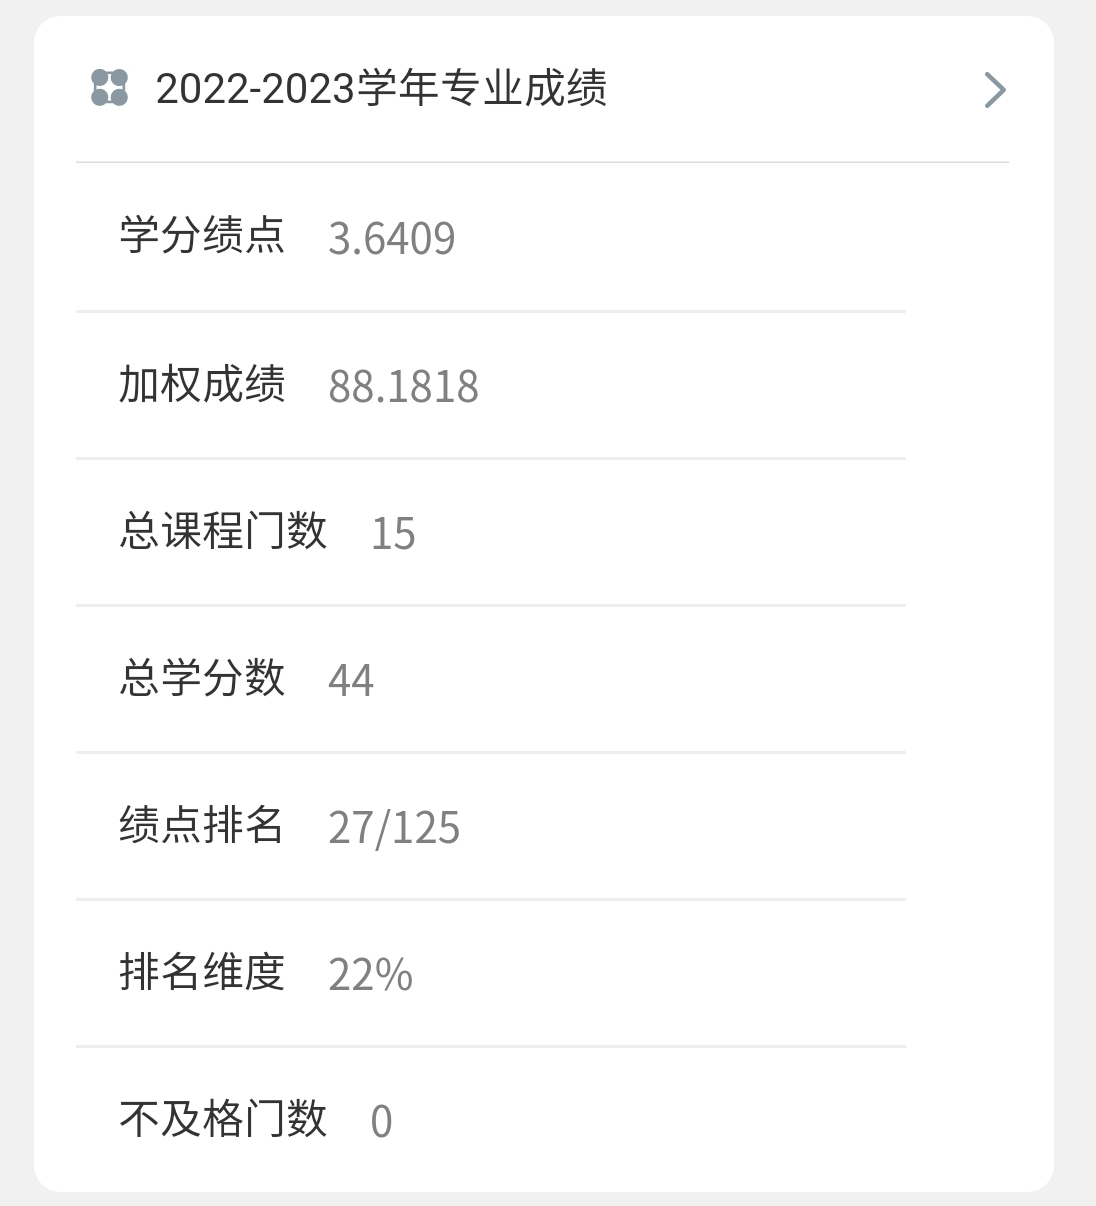 2022-2023学年专业成绩
学分绩点 3.6409
加权成绩 88.1818
总课程门数 15
总学分数 44
绩点排名 27/125
排名维度 22%
不及格门数 0